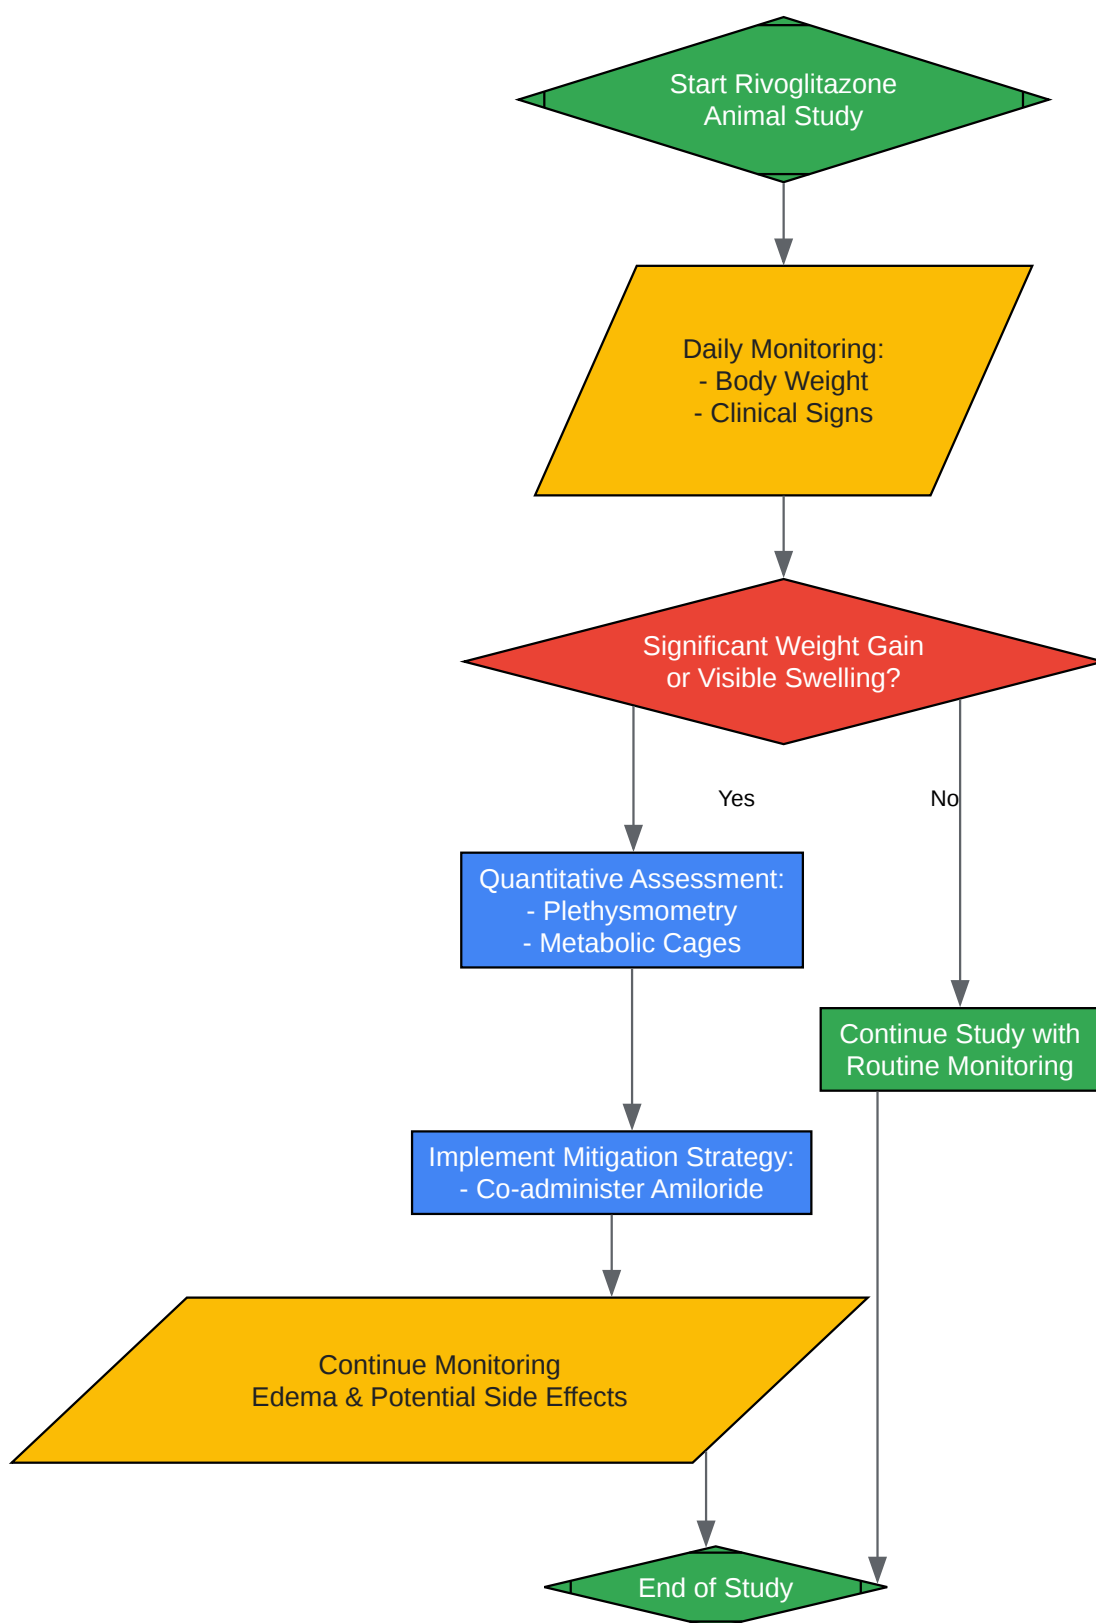 Start Rivoglitazone
Animal Study
Daily Monitoring:
- Body Weight
- Clinical Signs
Significant Weight Gain
or Visible Swelling?
Yes
No
Quantitative Assessment:
- Plethysmometry
- Metabolic Cages
Continue Study with
Routine Monitoring
Implement Mitigation Strategy:
- Co-administer Amiloride
Continue Monitoring
Edema & Potential Side Effects
End of Study